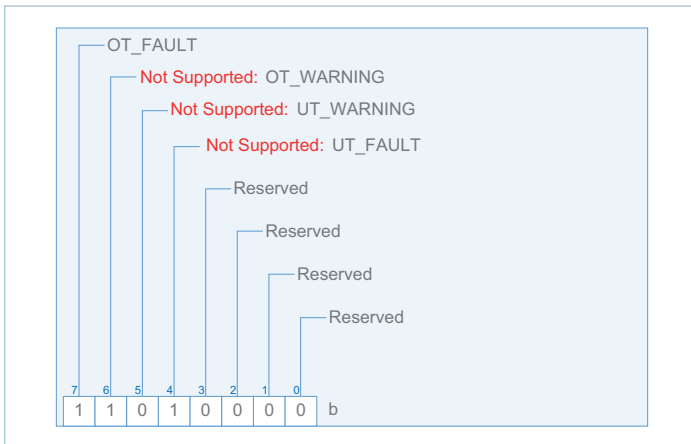 OT_FAULT
Not Supported: OT_WARNING
Not Supported: UT_WARNING
Not Supported: UT_FAULT
Reserved
Reserved
Reserved
Reserved
7 6 5 4 3 2 1 0
1 1 0 1 0 0 0 0 b